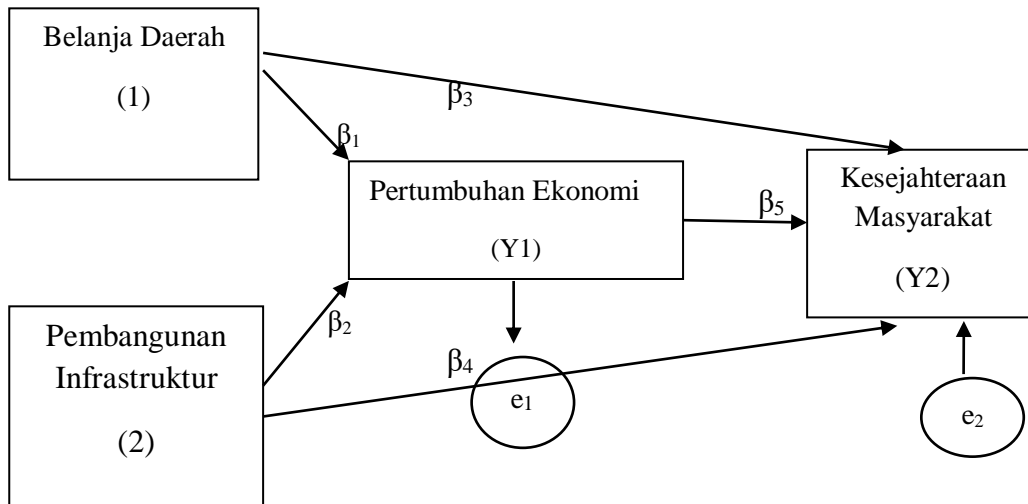 Belanja Daerah
(1)
β3
β1
Pertumbuhan Ekonomi
(Y1)
β5
Kesejahteraan
Masyarakat
(Y2)
Pembangunan
Infrastruktur
(2)
β2
β4
e1
e2